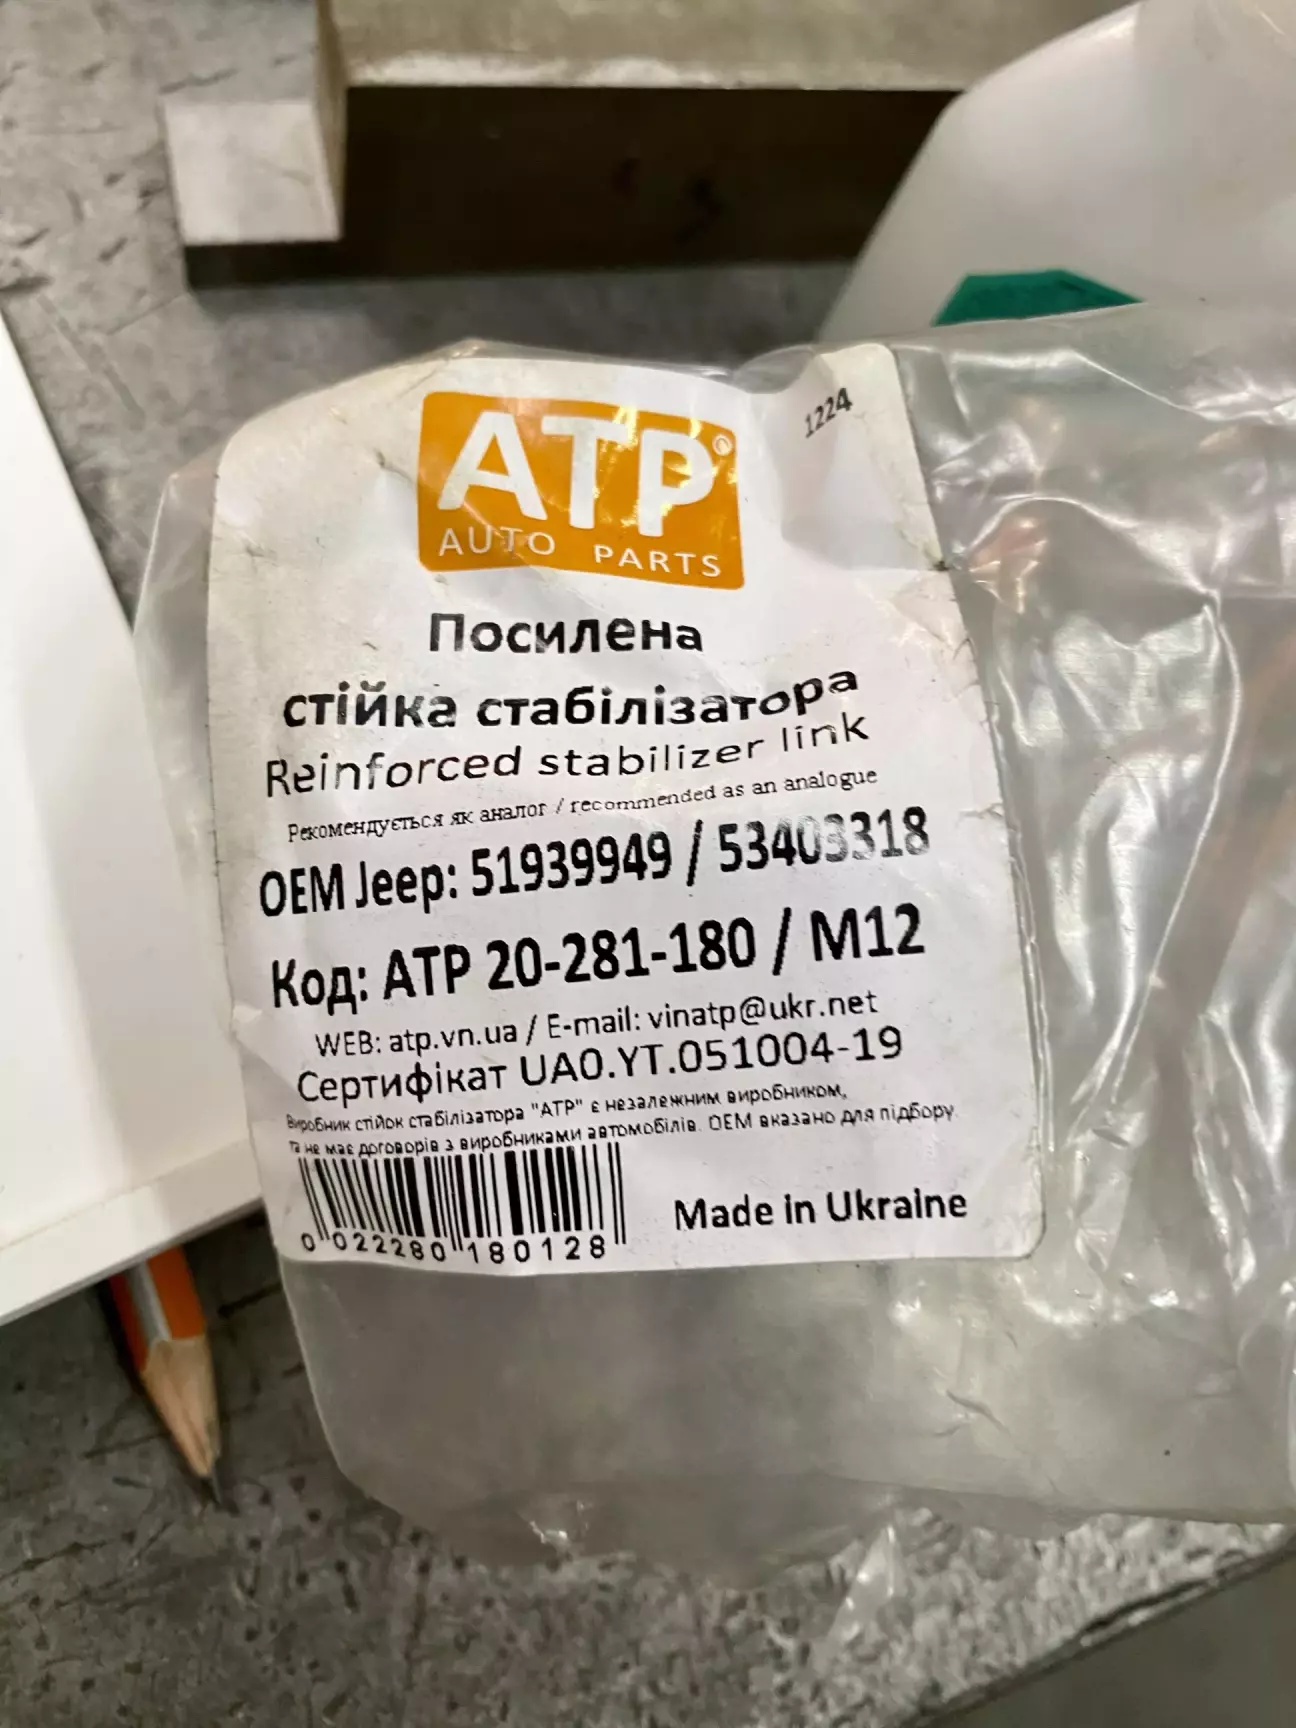 ATP
AUTO PARTS
1224
Посилена
стійка стабілізатора
Reinforced stabilizer link
Рекомендується як аналог / recommended as an analogue
OEM Jeep: 51939949 / 53403318
Код: ATP 20-281-180 / M12
WEB: atp.vn.ua / E-mail: vinatp@ukr.net
Сертифікат UA0.YT.051004-19
Виробник стійок стабілізатора "ATP" є незалежним виробником,
та не має договорів з виробниками автомобілів. OEM вказано для підбору
0 022280 180128
Made in Ukraine